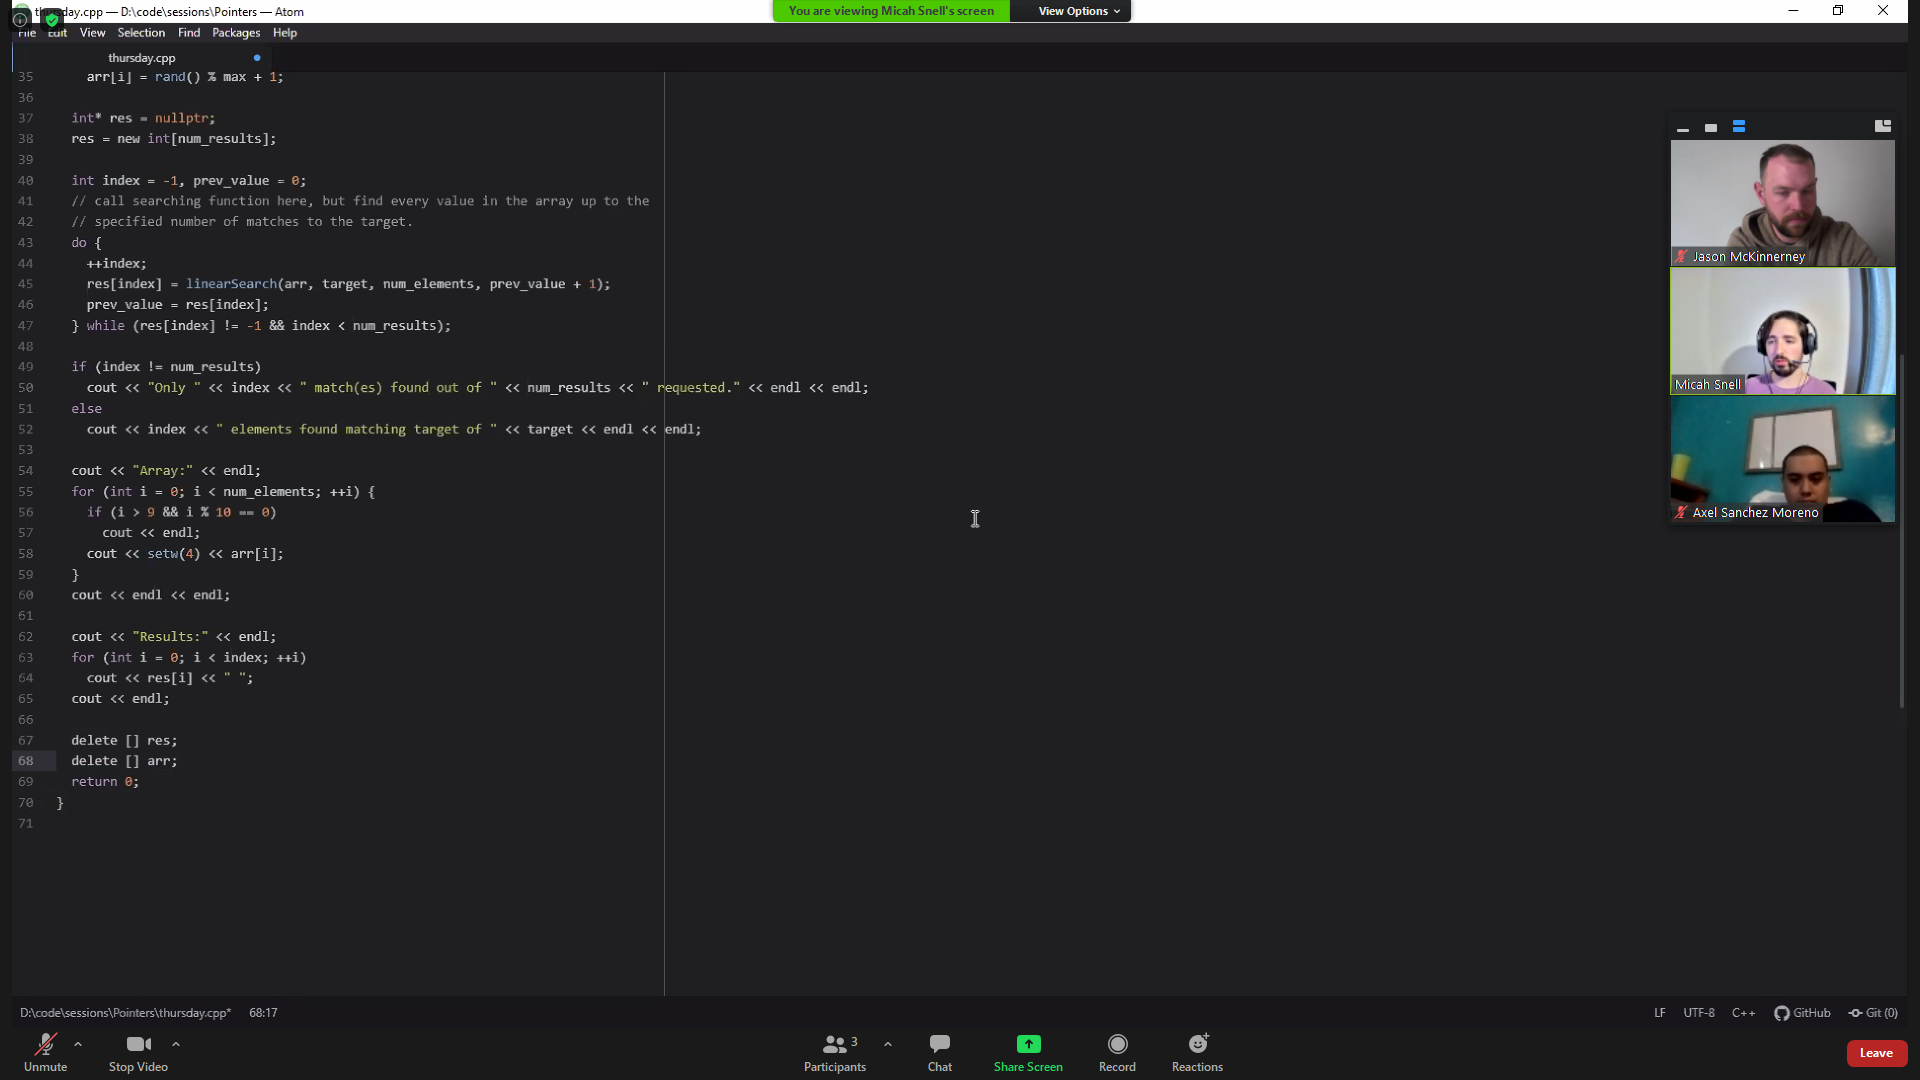 thursday.cpp — D:\code\sessions\Pointers — Atom
You are viewing Micah Snell's screen
View Options
File Edit View Selection Find Packages Help
thursday.cpp
35 arr[i] = rand() % max + 1;
36
37 int* res = nullptr;
38 res = new int[num_results];
39
40 int index = -1, prev_value = 0;
41 // call searching function here, but find every value in the array up to the
42 // specified number of matches to the target.
43 do {
44 ++index;
45 res[index] = linearSearch(arr, target, num_elements, prev_value + 1);
46 prev_value = res[index];
47 } while (res[index] != -1 && index < num_results);
48
49 if (index != num_results)
50 cout << "Only " << index << " match(es) found out of " << num_results << " requested." << endl << endl;
51 else
52 cout << index << " elements found matching target of " << target << endl << endl;
53
54 cout << "Array:" << endl;
55 for (int i = 0; i < num_elements; ++i) {
56 if (i > 9 && i % 10 == 0)
57 cout << endl;
58 cout << setw(4) << arr[i];
59 }
60 cout << endl << endl;
61
62 cout << "Results:" << endl;
63 for (int i = 0; i < index; ++i)
64 cout << res[i] << " ";
65 cout << endl;
66
67 delete [] res;
68 delete [] arr;
69 return 0;
70 }
71
Jason McKinnerney
Micah Snell
Axel Sanchez Moreno
D:\code\sessions\Pointers\thursday.cpp* 68:17
LF UTF-8 C++ GitHub Git (0)
Unmute
Stop Video
Participants 3
Chat
Share Screen
Record
Reactions
Leave